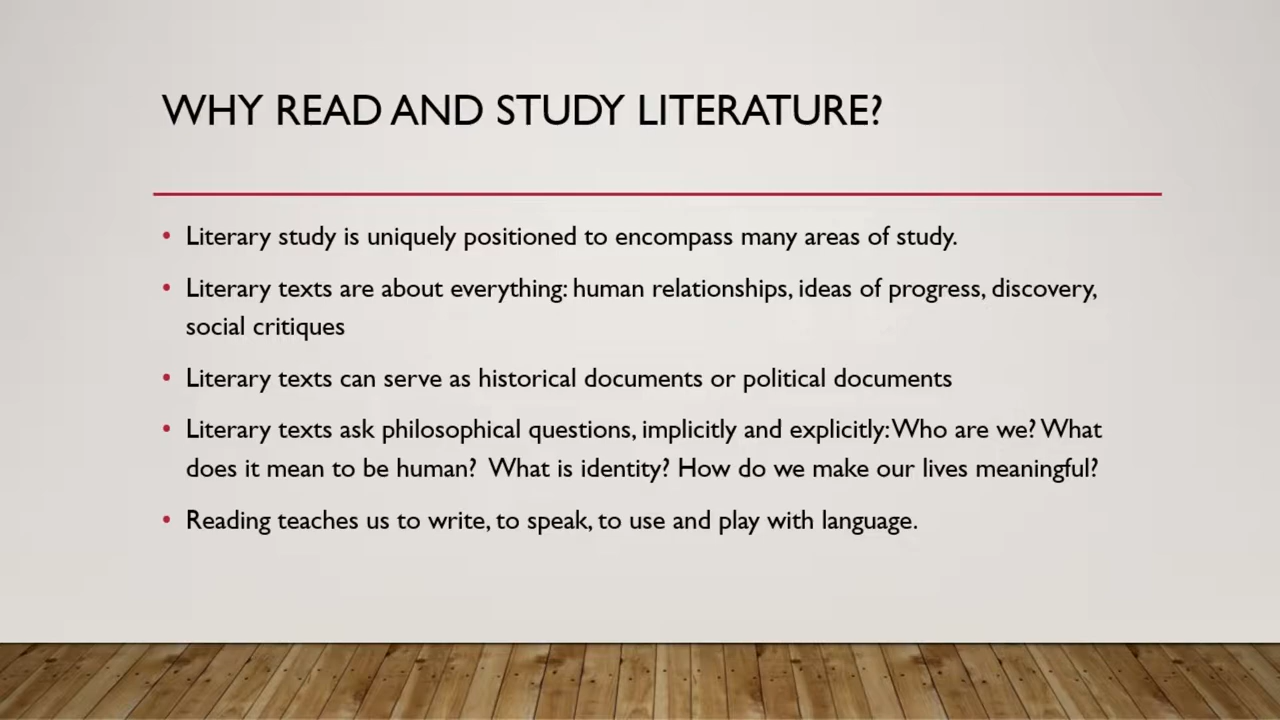 WHY READ AND STUDY LITERATURE?
• Literary study is uniquely positioned to encompass many areas of study.
• Literary texts are about everything: human relationships, ideas of progress, discovery,
social critiques
• Literary texts can serve as historical documents or political documents
• Literary texts ask philosophical questions, implicitly and explicitly: Who are we? What
does it mean to be human?  What is identity? How do we make our lives meaningful?
• Reading teaches us to write, to speak, to use and play with language.